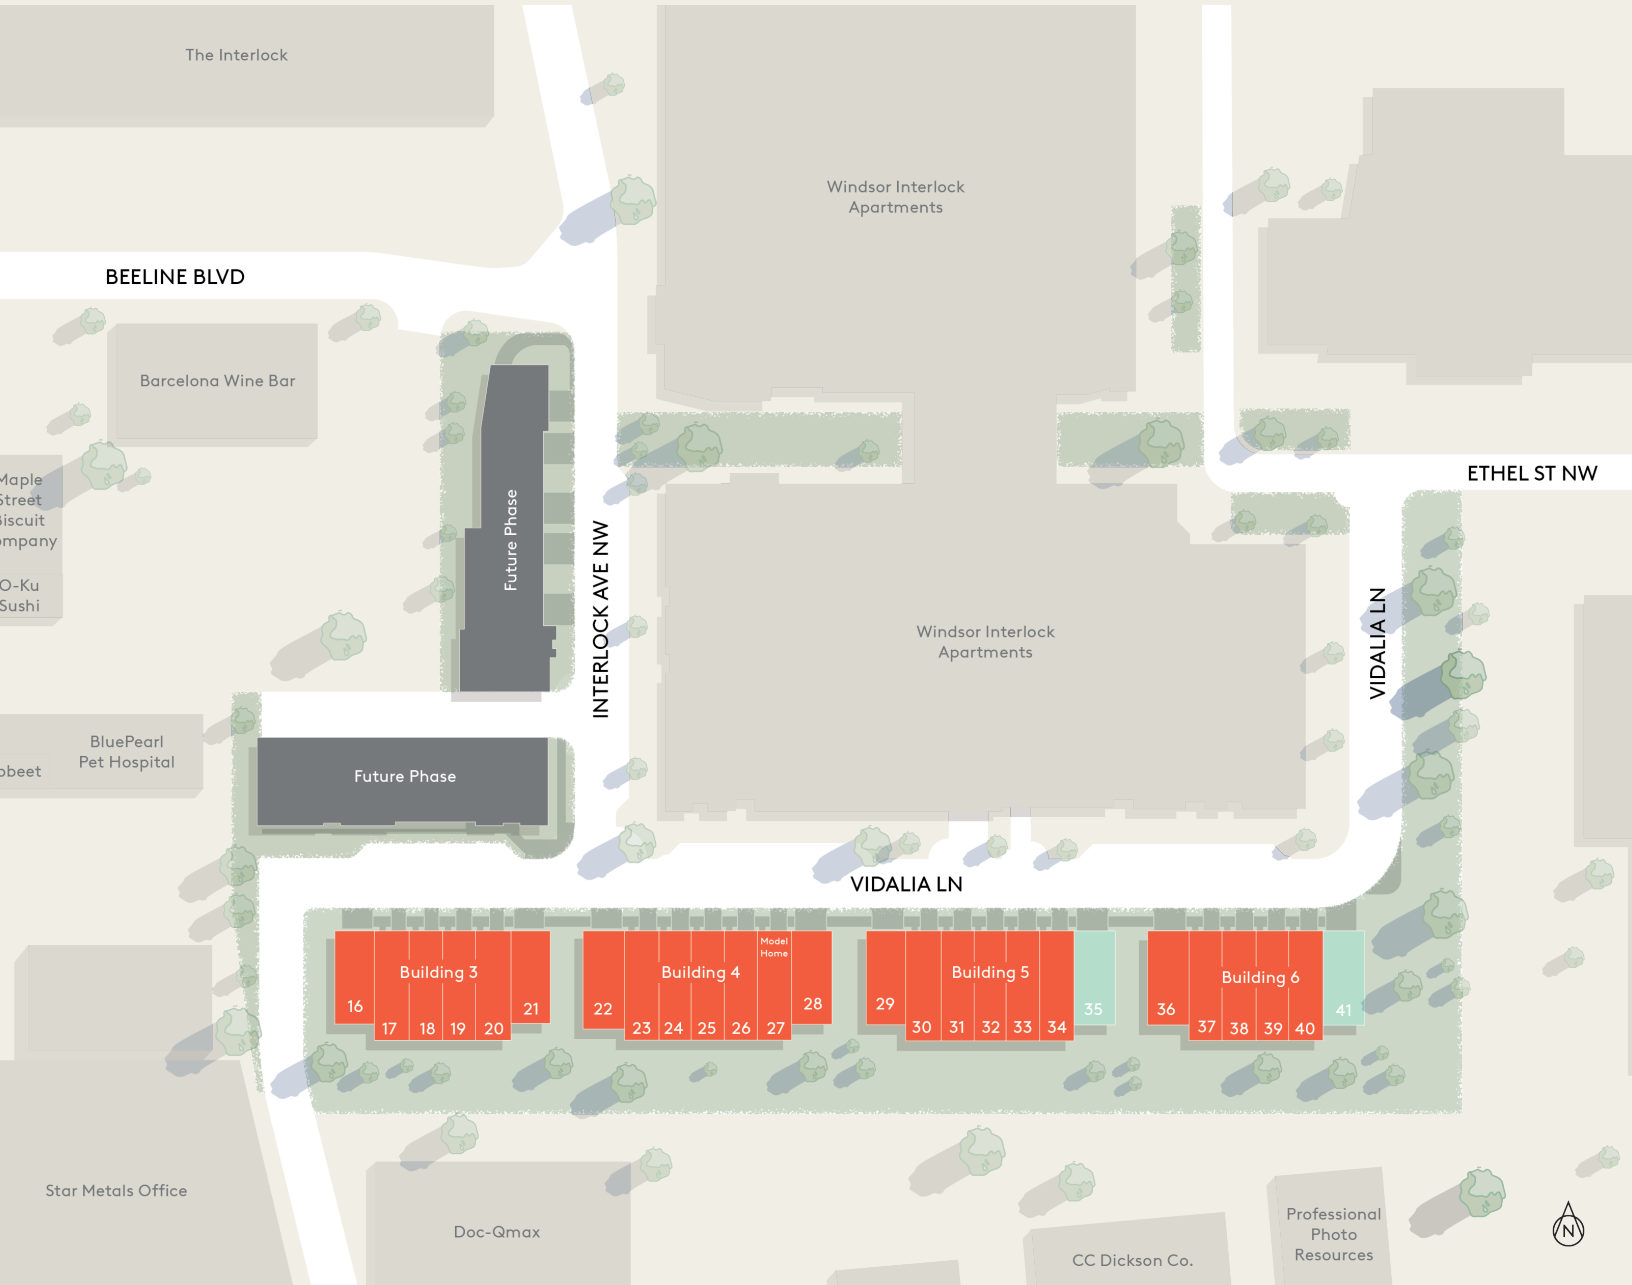 The Interlock
Windsor Interlock
Apartments
BEELINE BLVD
Barcelona Wine Bar
ETHEL ST NW
Maple
Street
Biscuit
ompany
O-Ku
Sushi
Future Phase
INTERLOCK AVE NW
Windsor Interlock
Apartments
VIDALIA LN
BluePearl
Pet Hospital
obeet
Future Phase
VIDALIA LN
Building 3
16
17
18
19
20
21
Building 4
Model
Home
22
23
24
25
26
27
28
Building 5
29
30
31
32
33
34
35
Building 6
36
37
38
39
40
41
Star Metals Office
Doc-Qmax
CC Dickson Co.
Professional
Photo
Resources
N